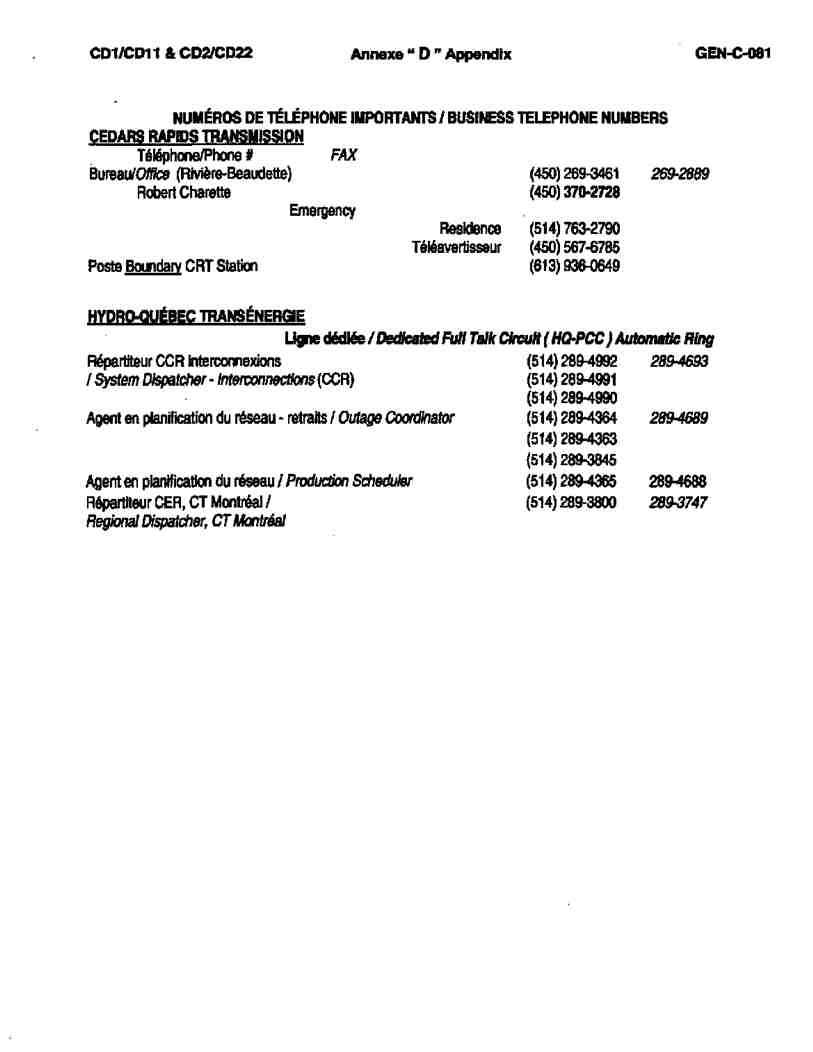 CD1/CD11 & CD2/CD22 Annexe “ D ” Appendix GEN-C-081
NUMÉROS DE TÉLÉPHONE IMPORTANTS / BUSINESS TELEPHONE NUMBERS
CEDARS RAPIDS TRANSMISSION
Téléphone/Phone # FAX
Bureau/Office (Rivière-Beaudette) (450) 269-3461 269-2889
Robert Charette (450) 370-2728
Emergency
Residence (514) 763-2790
Téléavertisseur (450) 567-6785
Poste Boundary CRT Station (613) 936-0649
HYDRO-QUÉBEC TRANSÉNERGIE
Ligne dédiée / Dedicated Full Talk Circuit ( HQ-PCC ) Automatic Ring
Répartiteur CCR interconnexions (514) 289-4992 289-4693
/ System Dispatcher - Interconnections (CCR) (514) 289-4991
(514) 289-4990
Agent en planification du réseau - retraits / Outage Coordinator (514) 289-4364 289-4689
(514) 289-4363
(514) 289-3845
Agent en planification du réseau / Production Scheduler (514) 289-4365 289-4688
Répartiteur CER, CT Montréal / (514) 289-3800 289-3747
Regional Dispatcher, CT Montréal